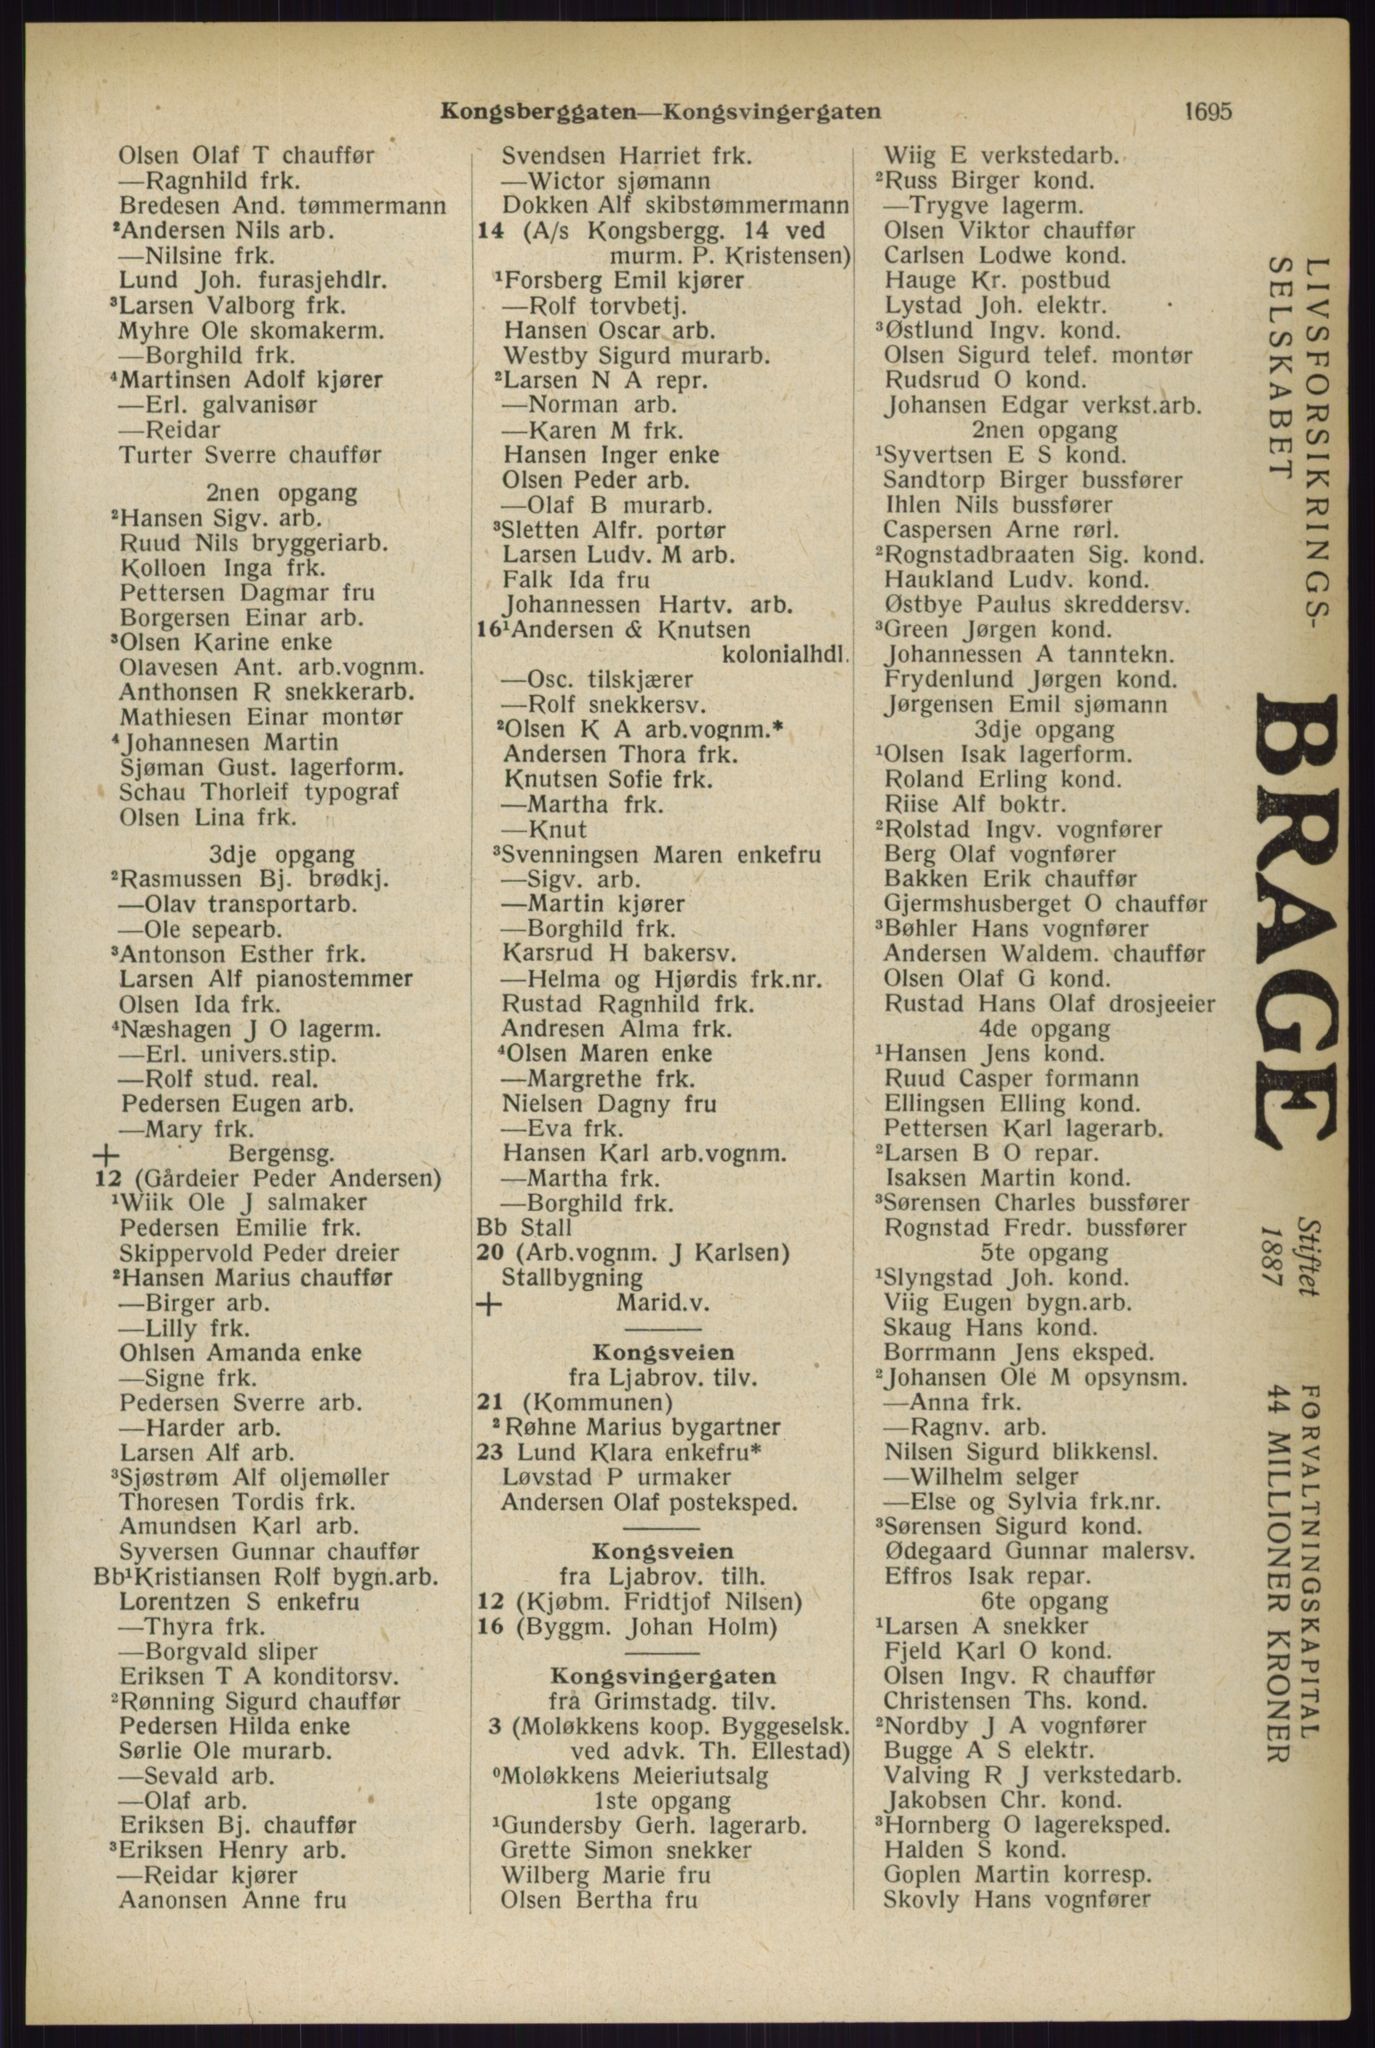 Kongsberggaten—Kongsvingergaten
1695
Olsen Olaf T chauffør
—Ragnhild frk.
Bredesen And. tømmermann
²Andersen Nils arb.
—Nilsine frk.
Lund Joh. furasjehdlr.
³Larsen Valborg frk.
Myhre Ole skomakerm.
—Borghild frk.
⁴Martinsen Adolf kjører
—Erl. galvanisør
—Reidar
Turter Sverre chauffør
2nen opgang
²Hansen Sigv. arb.
Ruud Nils bryggeriarb.
Kolloen Inga frk.
Pettersen Dagmar fru
Borgersen Einar arb.
³Olsen Karine enke
Olavesen Ant. arb.vognm.
Anthonsen R snekkerarb.
Mathiesen Einar montør
⁴Johannesen Martin
Sjøman Gust. lagerform.
Schau Thorleif typograf
Olsen Lina frk.
3dje opgang
²Rasmussen Bj. brødkj.
—Olav transportarb.
—Ole sepearb.
³Antonson Esther frk.
Larsen Alf pianostemmer
Olsen Ida frk.
⁴Næshagen J O lagerm.
—Erl. univers.stip.
—Rolf stud. real.
Pedersen Eugen arb.
—Mary frk.
+ Bergensg.
12 (Gårdeier Peder Andersen)
¹Wiik Ole J salmaker
Pedersen Emilie frk.
Skippervold Peder dreier
²Hansen Marius chauffør
—Birger arb.
—Lilly frk.
Ohlsen Amanda enke
—Signe frk.
Pedersen Sverre arb.
—Harder arb.
Larsen Alf arb.
³Sjøstrøm Alf oljemøller
Thoresen Tordis frk.
Amundsen Karl arb.
Syversen Gunnar chauffør
Bb¹Kristiansen Rolf bygn.arb.
Lorentzen S enkefru
—Thyra frk.
—Borgvald sliper
Eriksen T A konditorsv.
²Rønning Sigurd chauffør
Pedersen Hilda enke
Sørlie Ole murarb.
—Sevald arb.
—Olaf arb.
Eriksen Bj. chauffør
³Eriksen Henry arb.
—Reidar kjører
Aanonsen Anne fru
Svendsen Harriet frk.
—Wictor sjømann
Dokken Alf skibstømmermann
14 (A/s Kongsbergg. 14 ved
murm. P. Kristensen)
¹Forsberg Emil kjører
—Rolf torvbetj.
Hansen Oscar arb.
Westby Sigurd murarb.
²Larsen N A repr.
—Norman arb.
—Karen M frk.
Hansen Inger enke
Olsen Peder arb.
—Olaf B murarb.
³Sletten Alfr. portør
Larsen Ludv. M arb.
Falk Ida fru
Johannessen Hartv. arb.
16¹Andersen & Knutsen
kolonialhdl.
—Osc. tilskjærer
—Rolf snekkersv.
²Olsen K A arb.vognm.*
Andersen Thora frk.
Knutsen Sofie frk.
—Martha frk.
—Knut
³Svenningsen Maren enkefru
—Sigv. arb.
—Martin kjører
—Borghild frk.
Karsrud H bakersv.
—Helma og Hjørdis frk.nr.
Rustad Ragnhild frk.
Andresen Alma frk.
⁴Olsen Maren enke
—Margrethe frk.
Nielsen Dagny fru
—Eva frk.
Hansen Karl arb.vognm.
—Martha frk.
—Borghild frk.
Bb Stall
20 (Arb.vognm. J Karlsen)
Stallbygning
+ Marid.v.
Kongsveien
fra Ljabrov. tilv.
21 (Kommunen)
²Røhne Marius bygartner
23 Lund Klara enkefru*
Løvstad P urmaker
Andersen Olaf posteksped.
Kongsveien
fra Ljabrov. tilh.
12 (Kjøbm. Fridtjof Nilsen)
16 (Byggm. Johan Holm)
Kongsvingergaten
frå Grimstadg. tilv.
3 (Moløkkens koop. Byggeselsk.
ved advk. Th. Ellestad)
⁰Moløkkens Meieriutsalg
1ste opgang
¹Gundersby Gerh. lagerarb.
Grette Simon snekker
Wilberg Marie fru
Olsen Bertha fru
Wiig E verkstedarb.
²Russ Birger kond.
—Trygve lagerm.
Olsen Viktor chauffør
Carlsen Lodwe kond.
Hauge Kr. postbud
Lystad Joh. elektr.
³Østlund Ingv. kond.
Olsen Sigurd telef. montør
Rudsrud O kond.
Johansen Edgar verkst.arb.
2nen opgang
¹Syvertsen E S kond.
Sandtorp Birger bussfører
Ihlen Nils bussfører
Caspersen Arne rørl.
²Rognstadbraaten Sig. kond.
Haukland Ludv. kond.
Østbye Paulus skreddersv.
³Green Jørgen kond.
Johannessen A tanntekn.
Frydenlund Jørgen kond.
Jørgensen Emil sjømann
3dje opgang
¹Olsen Isak lagerform.
Roland Erling kond.
Riise Alf boktr.
²Rolstad Ingv. vognfører
Berg Olaf vognfører
Bakken Erik chauffør
Gjermshusberget O chauffør
³Bøhler Hans vognfører
Andersen Waldem. chauffør
Olsen Olaf G kond.
Rustad Hans Olaf drosjeeier
4de opgang
¹Hansen Jens kond.
Ruud Casper formann
Ellingsen Elling kond.
Pettersen Karl lagerarb.
²Larsen B O repar.
Isaksen Martin kond.
³Sørensen Charles bussfører
Rognstad Fredr. bussfører
5te opgang
¹Slyngstad Joh. kond.
Viig Eugen bygn.arb.
Skaug Hans kond.
Borrmann Jens eksped.
²Johansen Ole M opsynsm.
—Anna frk.
—Ragnv. arb.
Nilsen Sigurd blikkensl.
—Wilhelm selger
—Else og Sylvia frk.nr.
³Sørensen Sigurd kond.
Ødegaard Gunnar malersv.
Effros Isak repar.
6te opgang
¹Larsen A snekker
Fjeld Karl O kond.
Olsen Ingv. R chauffør
Christensen Ths. kond.
²Nordby J A vognfører
Bugge A S elektr.
Valving R J verkstedarb.
Jakobsen Chr. kond.
³Hornberg O lagereksped.
Halden S kond.
Goplen Martin korresp.
Skovly Hans vognfører
LIVSFORSIKRINGS-
SELSKABET
BRAGE
Stiftet
1887
FORVALTNINGSKAPITAL
44 MILLIONER KRONER